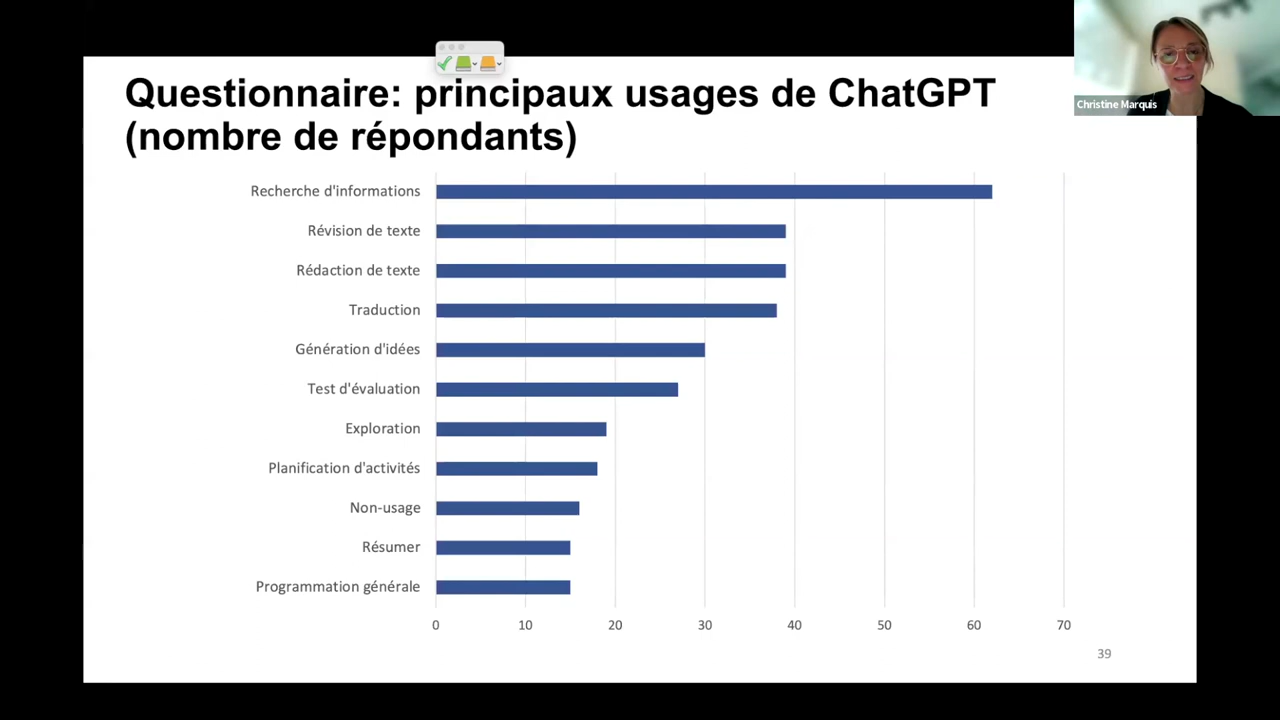 Questionnaire: principaux usages de ChatGPT
(nombre de répondants)
Christine Marquis
Recherche d'informations
Révision de texte
Rédaction de texte
Traduction
Génération d'idées
Test d'évaluation
Exploration
Planification d'activités
Non-usage
Résumer
Programmation générale
0 10 20 30 40 50 60 70
39